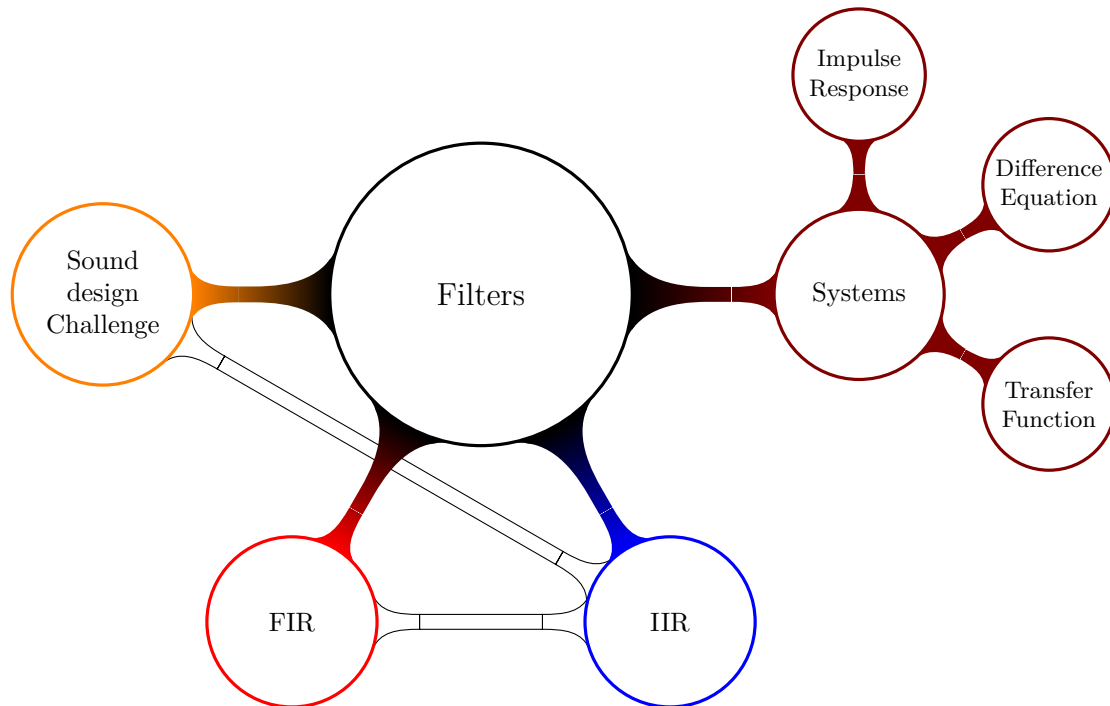 Impulse
Response
Difference
Equation
Sound
design
Challenge
Filters
Systems
Transfer
Function
FIR
IIR